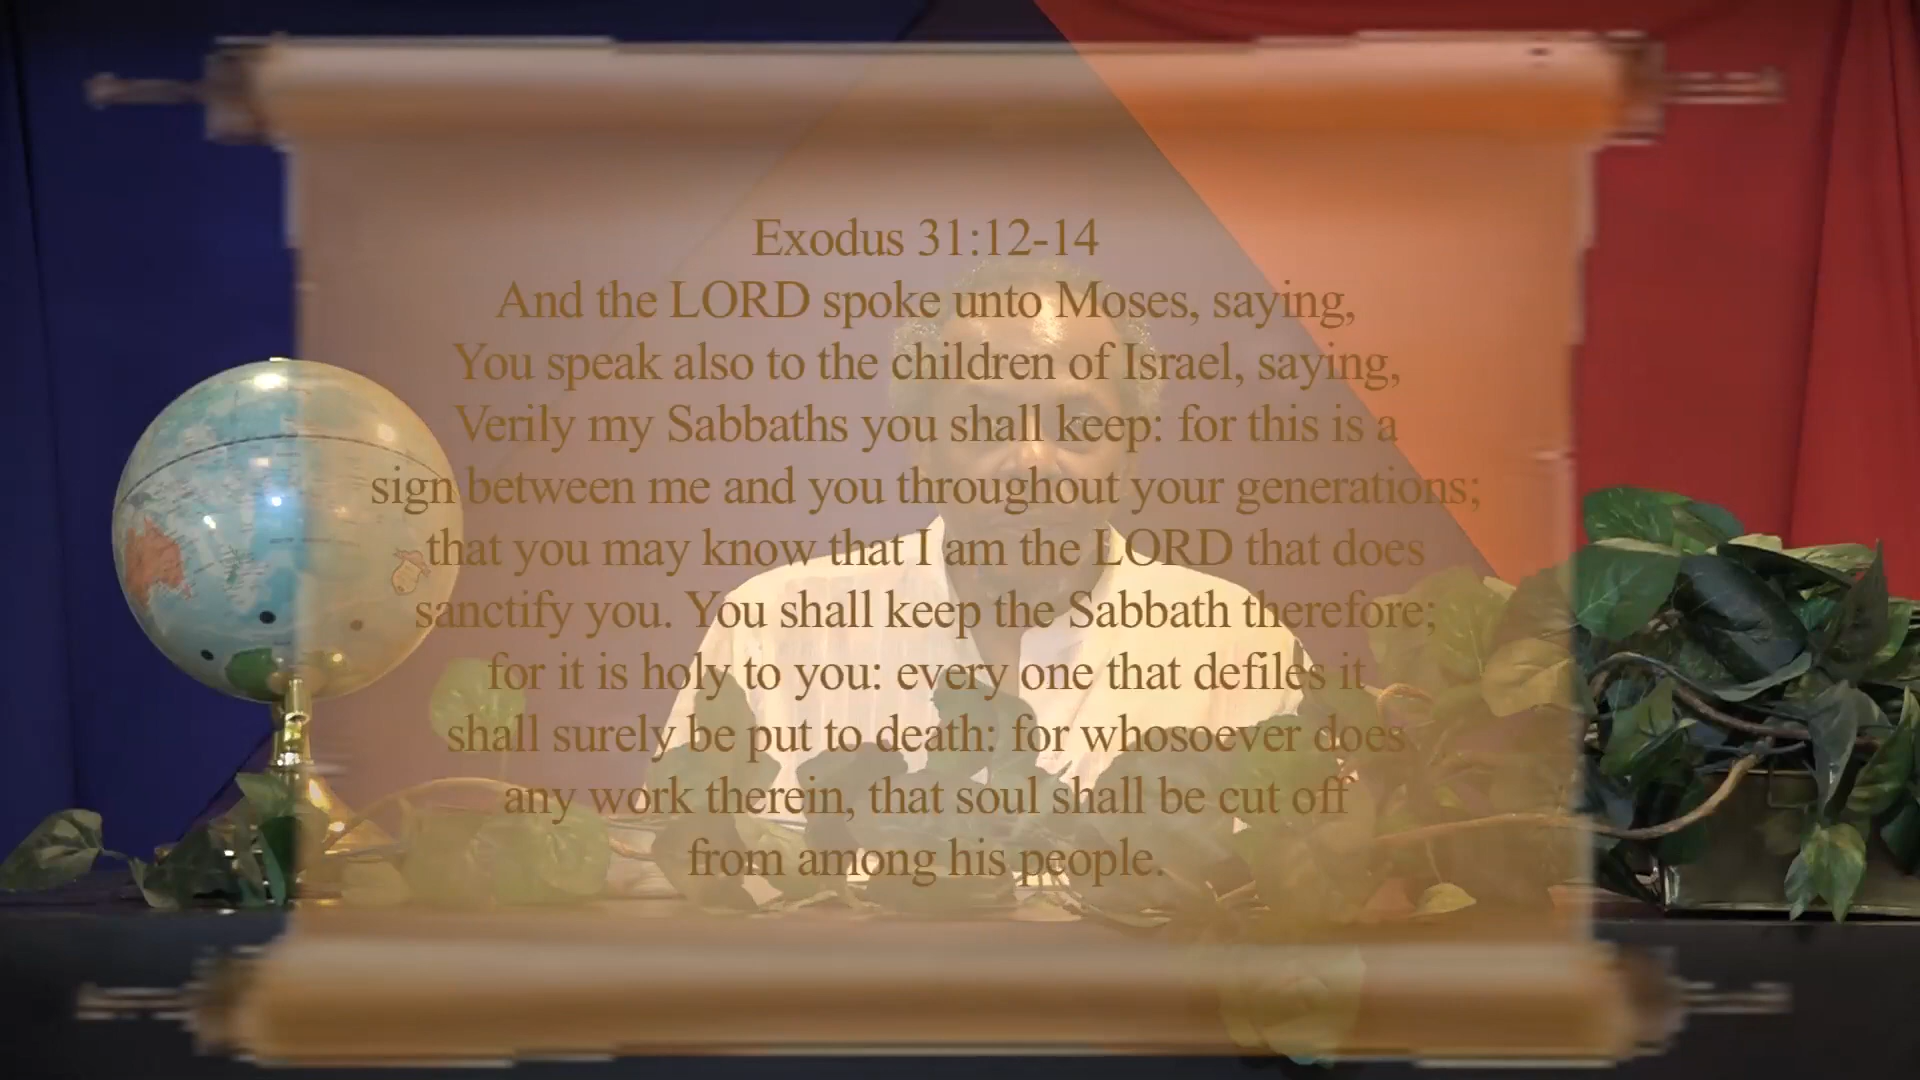 Exodus 31:12-14
And the LORD spoke unto Moses, saying,
You speak also to the children of Israel, saying,
Verily my Sabbaths you shall keep: for this is a
sign between me and you throughout your generations;
that you may know that I am the LORD that does
sanctify you. You shall keep the Sabbath therefore;
for it is holy to you: every one that defiles it
shall surely be put to death: for whosoever does
any work therein, that soul shall be cut off
from among his people.